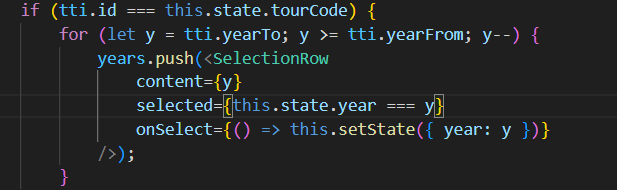 if (tti.id === this.state.tourCode) {
for (let y = tti.yearTo; y >= tti.yearFrom; y--) {
years.push(<SelectionRow
content={y}
selected={this.state.year === y}
onSelect={() => this.setState({ year: y })}
/>);
}